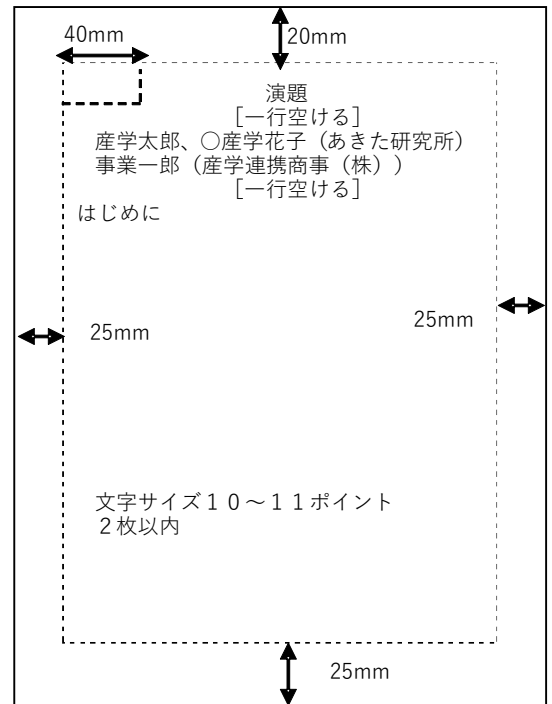 40mm
20mm
演題
[一行空ける]
産学太郎、○産学花子（あきた研究所）
事業一郎（産学連携商事（株））
[一行空ける]
はじめに
25mm
25mm
文字サイズ１０～１１ポイント
２枚以内
25mm